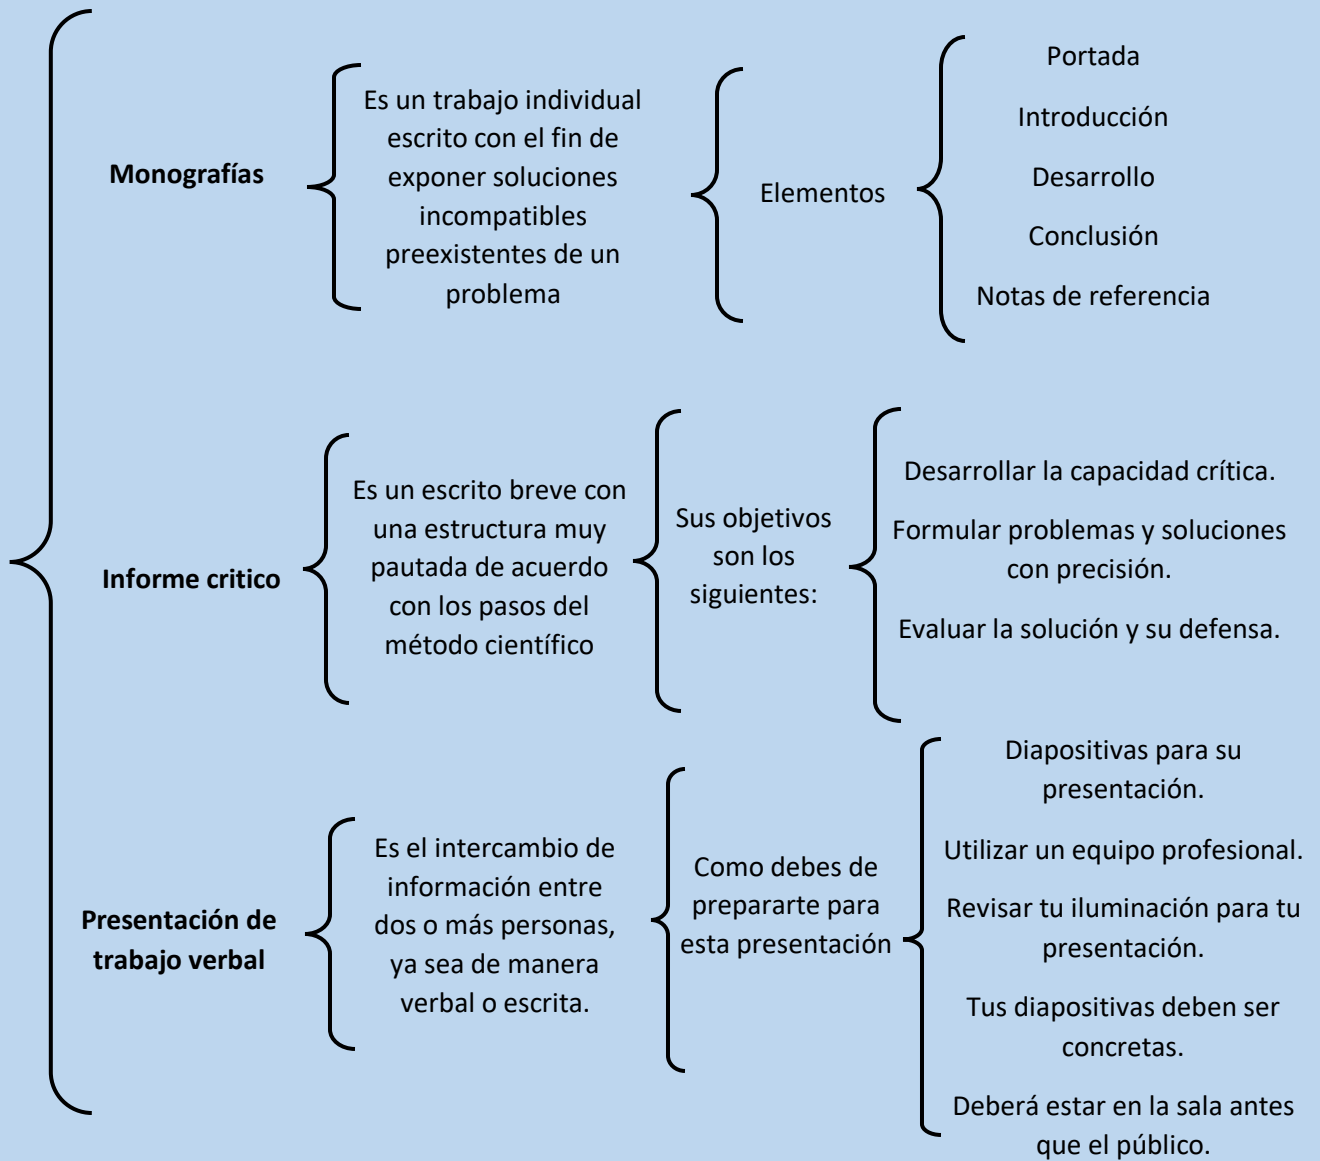 Monografías
Es un trabajo individual
escrito con el fin de
exponer soluciones
incompatibles
preexistentes de un
problema
Elementos
Portada
Introducción
Desarrollo
Conclusión
Notas de referencia
Informe critico
Es un escrito breve con
una estructura muy
pautada de acuerdo
con los pasos del
método científico
Sus objetivos
son los
siguientes:
Desarrollar la capacidad crítica.
Formular problemas y soluciones
con precisión.
Evaluar la solución y su defensa.
Presentación de
trabajo verbal
Es el intercambio de
información entre
dos o más personas,
ya sea de manera
verbal o escrita.
Como debes de
prepararte para
esta presentación
Diapositivas para su
presentación.
Utilizar un equipo profesional.
Revisar tu iluminación para tu
presentación.
Tus diapositivas deben ser
concretas.
Deberá estar en la sala antes
que el público.